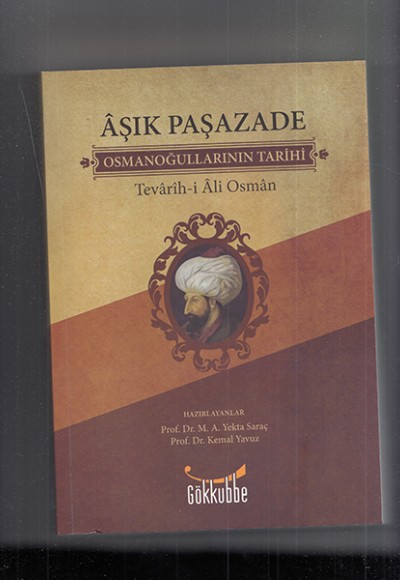 ÂŞIK PAŞAZADE
OSMANOĞULLARININ TARİHİ
Tevârîh-i Âli Osmân
HAZIRLAYANLAR
Prof. Dr. M. A. Yekta Saraç
Prof. Dr. Kemal Yavuz
Gökkubbe